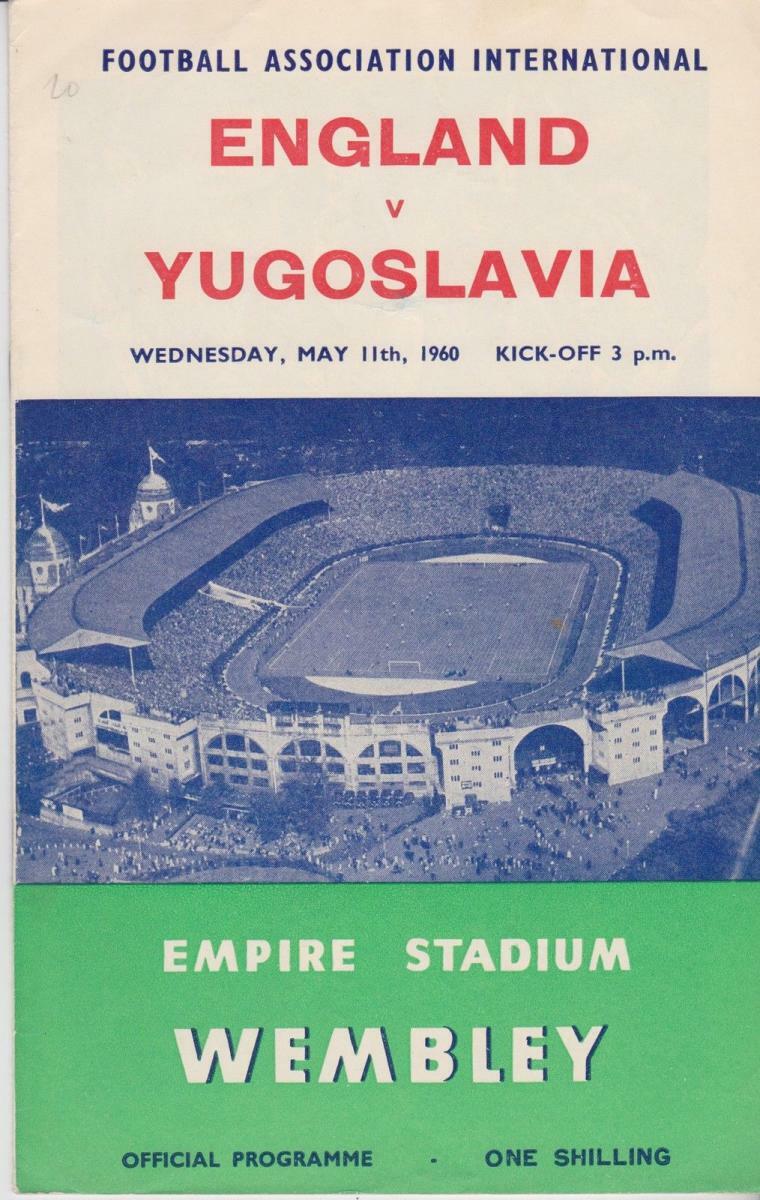 FOOTBALL ASSOCIATION INTERNATIONAL
20
ENGLAND
v
YUGOSLAVIA
WEDNESDAY, MAY 11th, 1960 KICK-OFF 3 p.m.
EMPIRE STADIUM
WEMBLEY
OFFICIAL PROGRAMME - ONE SHILLING